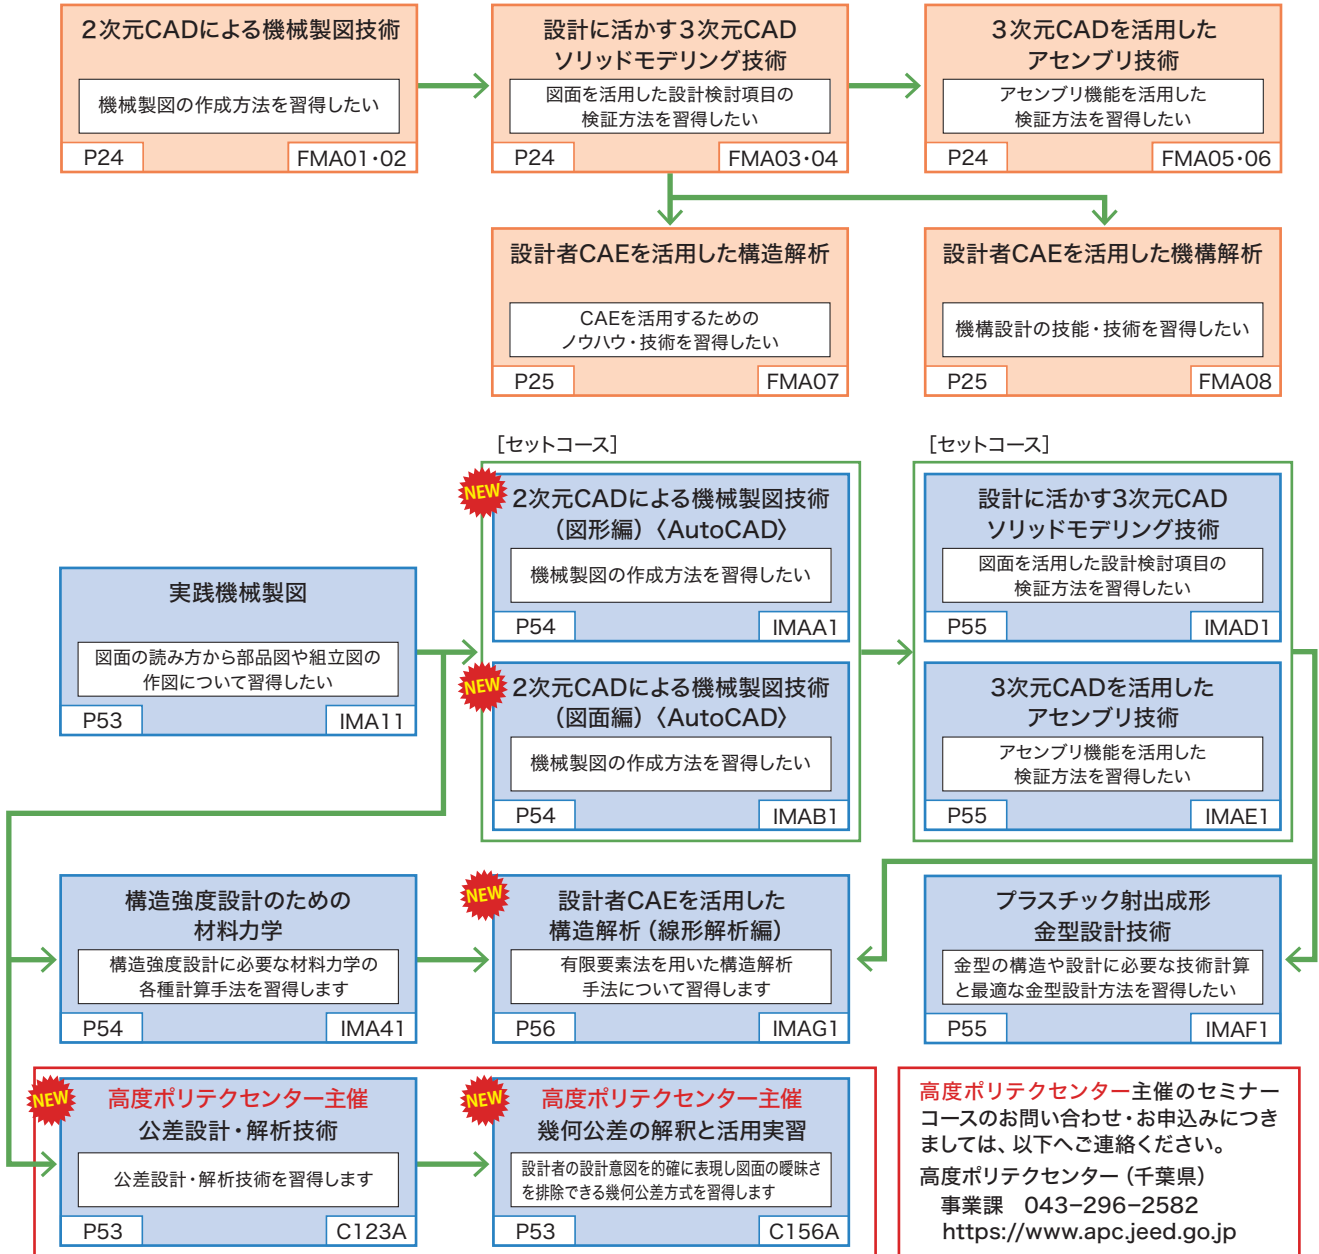 2次元CADによる機械製図技術
機械製図の作成方法を習得したい
P24
FMA01・02
設計に活かす3次元CAD
ソリッドモデリング技術
図面を活用した設計検討項目の
検証方法を習得したい
P24
FMA03・04
3次元CADを活用した
アセンブリ技術
アセンブリ機能を活用した
検証方法を習得したい
P24
FMA05・06
設計者CAEを活用した構造解析
CAEを活用するための
ノウハウ・技術を習得したい
P25
FMA07
設計者CAEを活用した機構解析
機構設計の技能・技術を習得したい
P25
FMA08
[セットコース]
[セットコース]
実践機械製図
図面の読み方から部品図や組立図の
作図について習得したい
P53
IMA11
NEW
2次元CADによる機械製図技術
（図形編）〈AutoCAD〉
機械製図の作成方法を習得したい
P54
IMAA1
NEW
2次元CADによる機械製図技術
（図面編）〈AutoCAD〉
機械製図の作成方法を習得したい
P54
IMAB1
設計に活かす3次元CAD
ソリッドモデリング技術
図面を活用した設計検討項目の
検証方法を習得したい
P55
IMAD1
3次元CADを活用した
アセンブリ技術
アセンブリ機能を活用した
検証方法を習得したい
P55
IMAE1
構造強度設計のための
材料力学
構造強度設計に必要な材料力学の
各種計算手法を習得します
P54
IMA41
NEW
設計者CAEを活用した
構造解析（線形解析編）
有限要素法を用いた構造解析
手法について習得します
P56
IMAG1
プラスチック射出成形
金型設計技術
金型の構造や設計に必要な技術計算
と最適な金型設計方法を習得したい
P55
IMAF1
NEW
高度ポリテクセンター主催
公差設計・解析技術
公差設計・解析技術を習得します
P53
C123A
NEW
高度ポリテクセンター主催
幾何公差の解釈と活用実習
設計者の設計意図を的確に表現し図面の曖昧さ
を排除できる幾何公差方式を習得します
P53
C156A
高度ポリテクセンター主催のセミナー
コースのお問い合わせ・お申込みにつき
ましては、以下へご連絡ください。
高度ポリテクセンター（千葉県）
事業課　043−296−2582
https://www.apc.jeed.go.jp